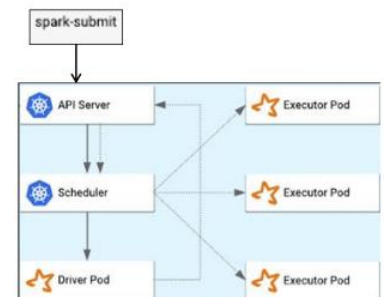 spark-submit
API Server
Executor Pod
Scheduler
Executor Pod
Driver Pod
Executor Pod